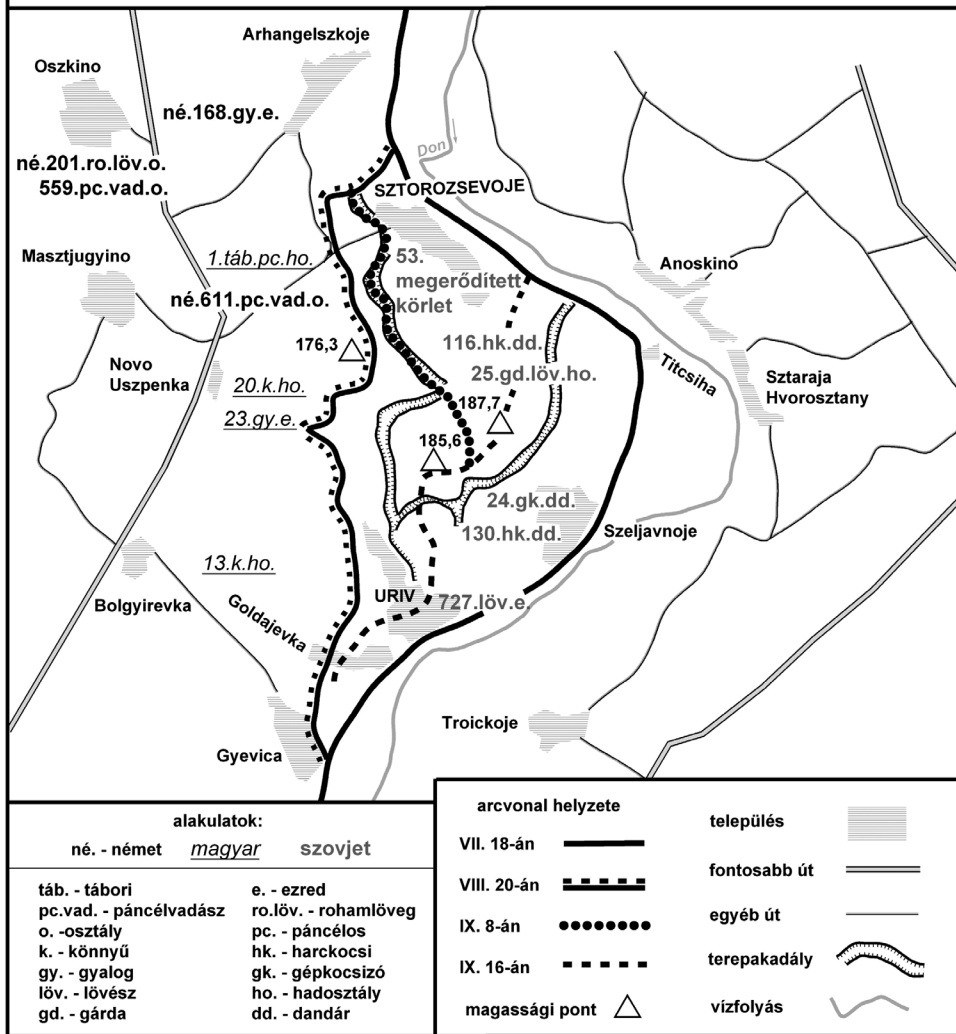 Arhangelszkoje
Oszkino
né.168.gy.e.
Don
né.201.ro.löv.o.
559.pc.vad.o.
SZTOROZSEVOJE
1.táb.pc.ho.
53.
megerődített
körlet
Masztjugyino
Anoskino
né.611.pc.vad.o.
176,3
116.hk.dd.
Titcsiha
Novo
Uszpenka
25.gd.löv.ho.
Sztaraja
Hvorosztany
20.k.ho.
187,7
23.gy.e.
185,6
24.gk.dd.
Szeljavnoje
130.hk.dd.
13.k.ho.
URIV
727.löv.e.
Bolgyirevka
Goldajevka
Troickoje
Gyevica
alakulatok:
né. - német magyar szovjet
táb. - tábori
pc.vad. - páncélvadász
o. -osztály
k. - könnyű
gy. - gyalog
löv. - lövész
gd. - gárda
e. - ezred
ro.löv. - rohamlöveg
pc. - páncélos
hk. - harckocsi
gk. - gépkocsizó
ho. - hadosztály
dd. - dandár
arcvonal helyzete
VII. 18-án
VIII. 20-án
IX. 8-án
IX. 16-án
magassági pont
település
fontosabb út
egyéb út
terepakadály
vízfolyás